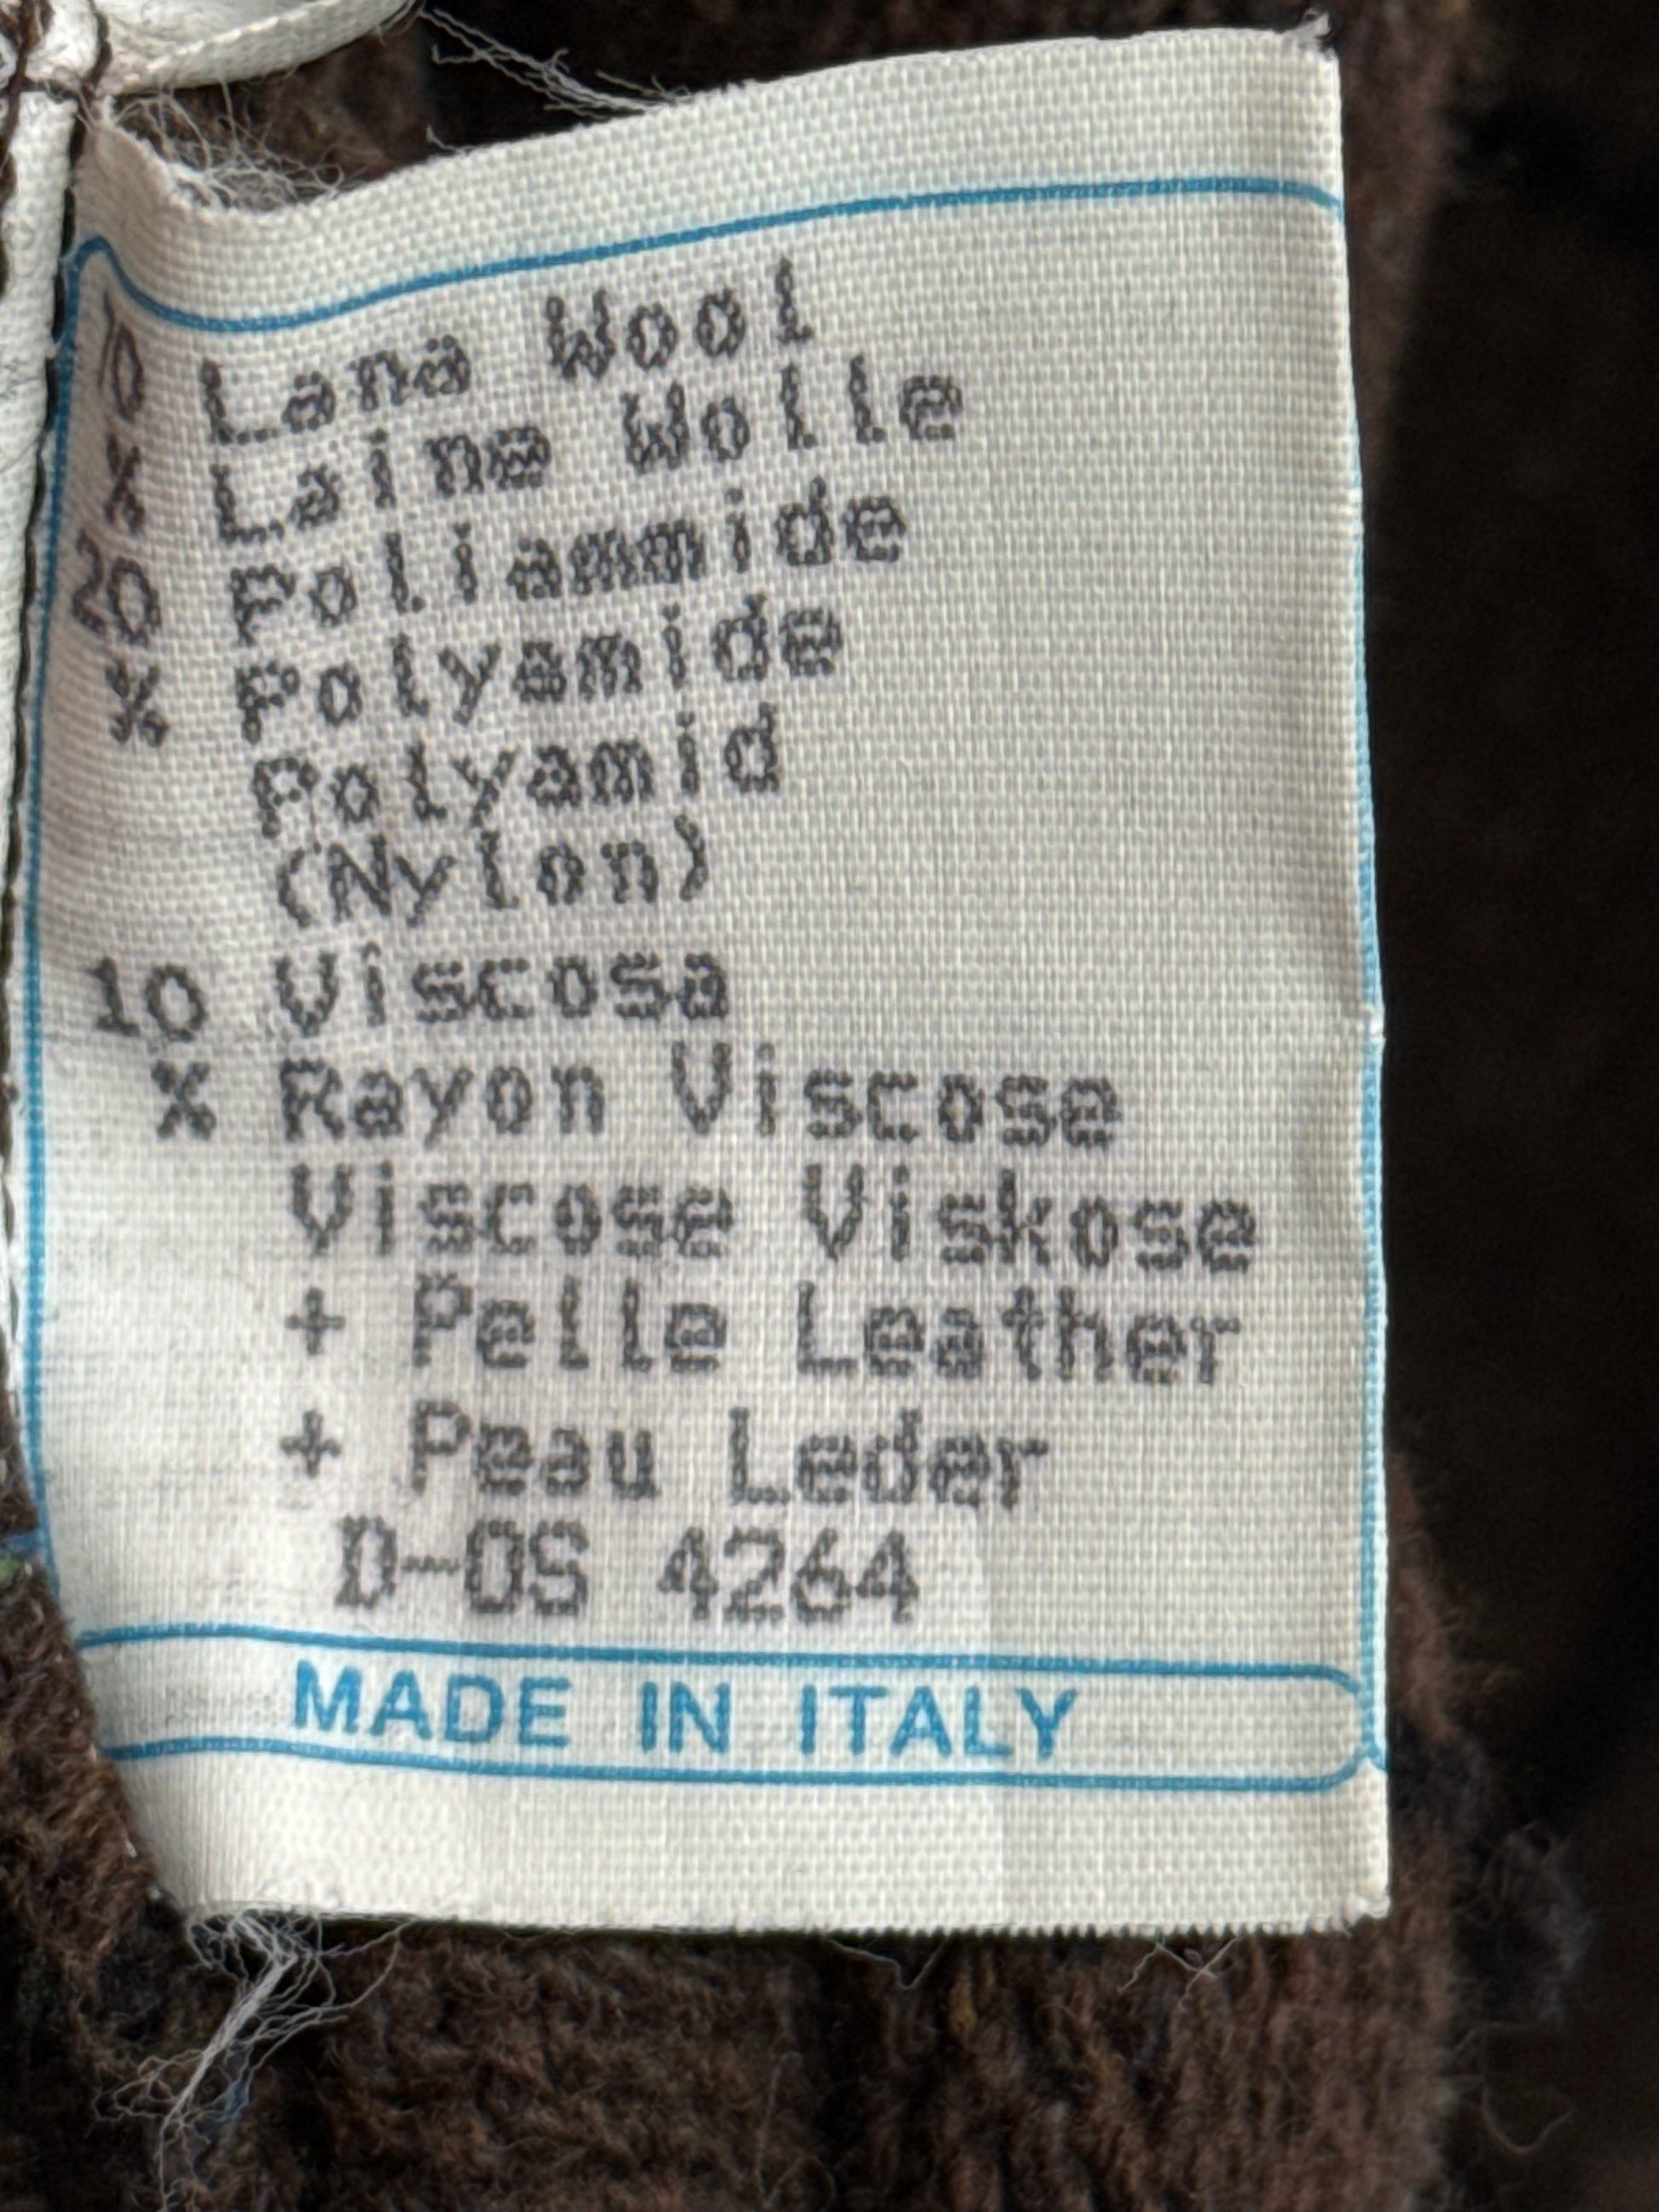 70 Lana Wool
% Laine Wolle
20 Poliammide
% Polyamide
Polyamid
(Nylon)
10 Viscosa
% Rayon Viscose
Viscose Viskose
+ Pelle Leather
+ Peau Leder
D-OS 4264
MADE IN ITALY